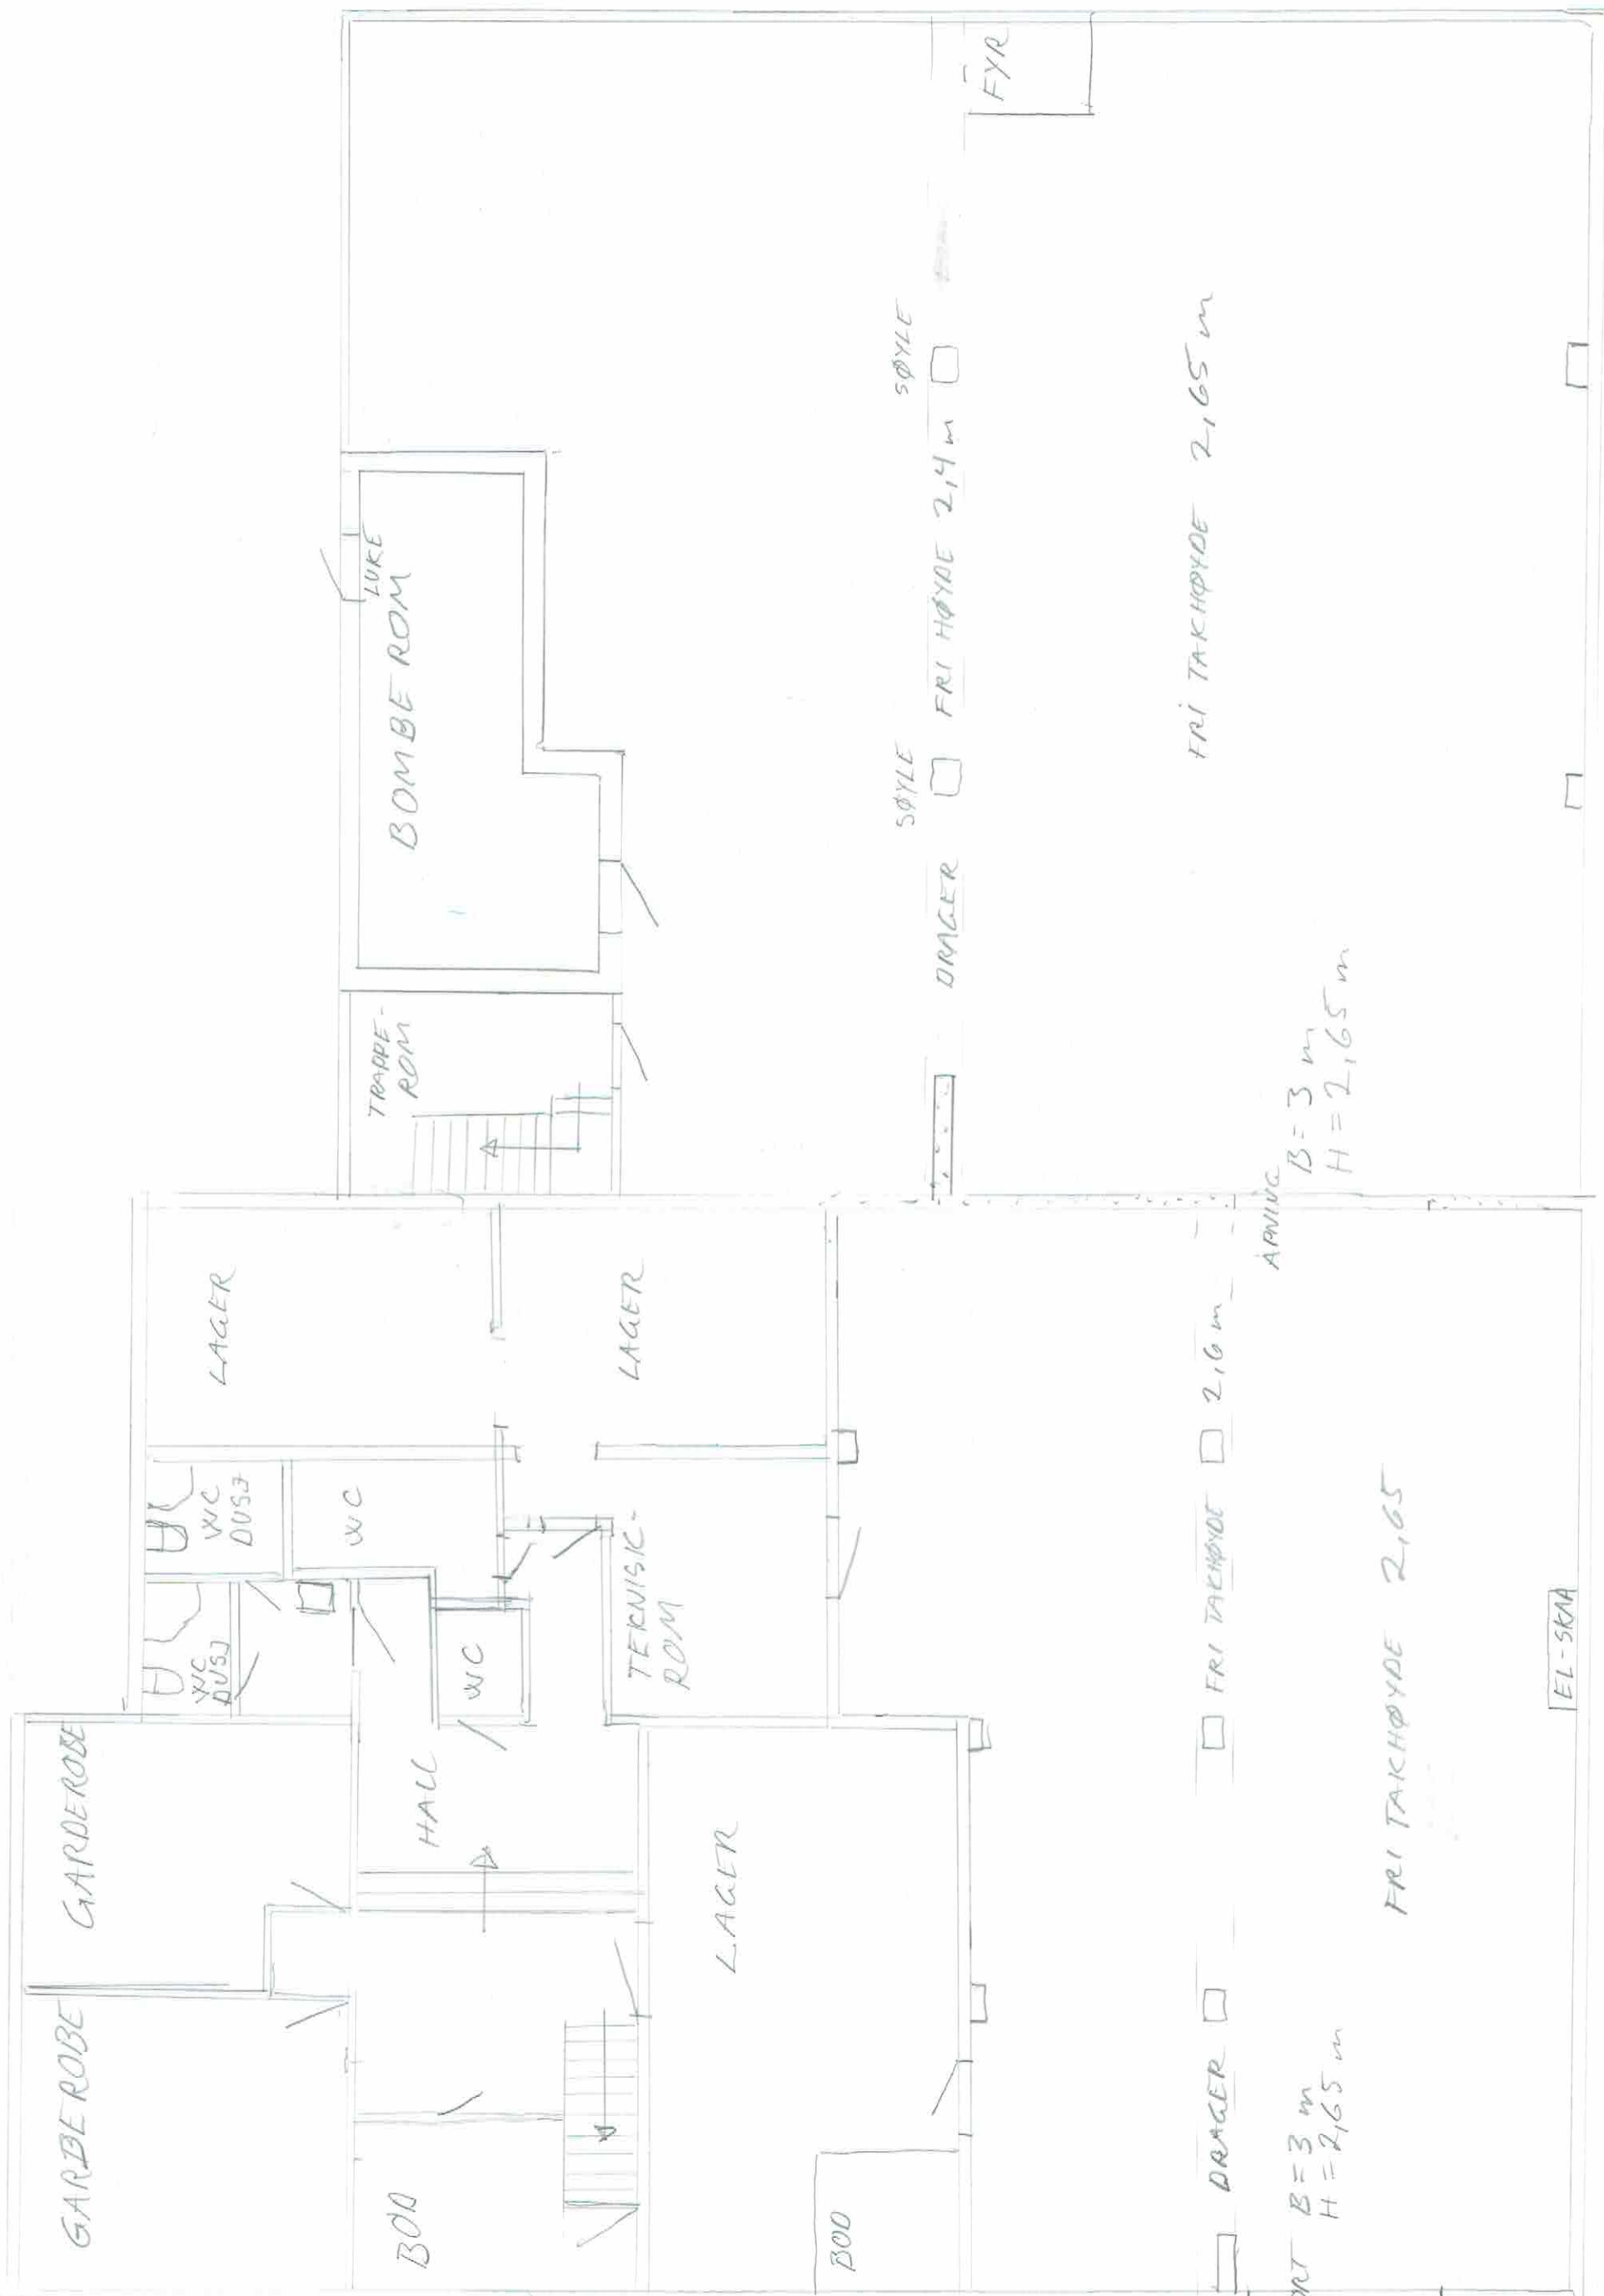 GARDEROBE
GARDEROBE
WC
DUSJ
WC
DUSJ
LAGER
BOD
HALL
WC
WC
TRAPPE-
ROM
BOMBE ROM
LUKE
TEKNISK-
ROM
LAGER
LAGER
BOD
DRAGER
SØYLE
FRI HØYDE 2,4 m
SØYLE
FYR
DRAGER
FRI TAKHØYDE
2,6 m
ÅPNING
B = 3 m
H = 2,65 m
FRI TAKHØYDE 2,65 m
B = 3 m
H = 2,65 m
FRI TAKHØYDE 2,65
EL-SKAP